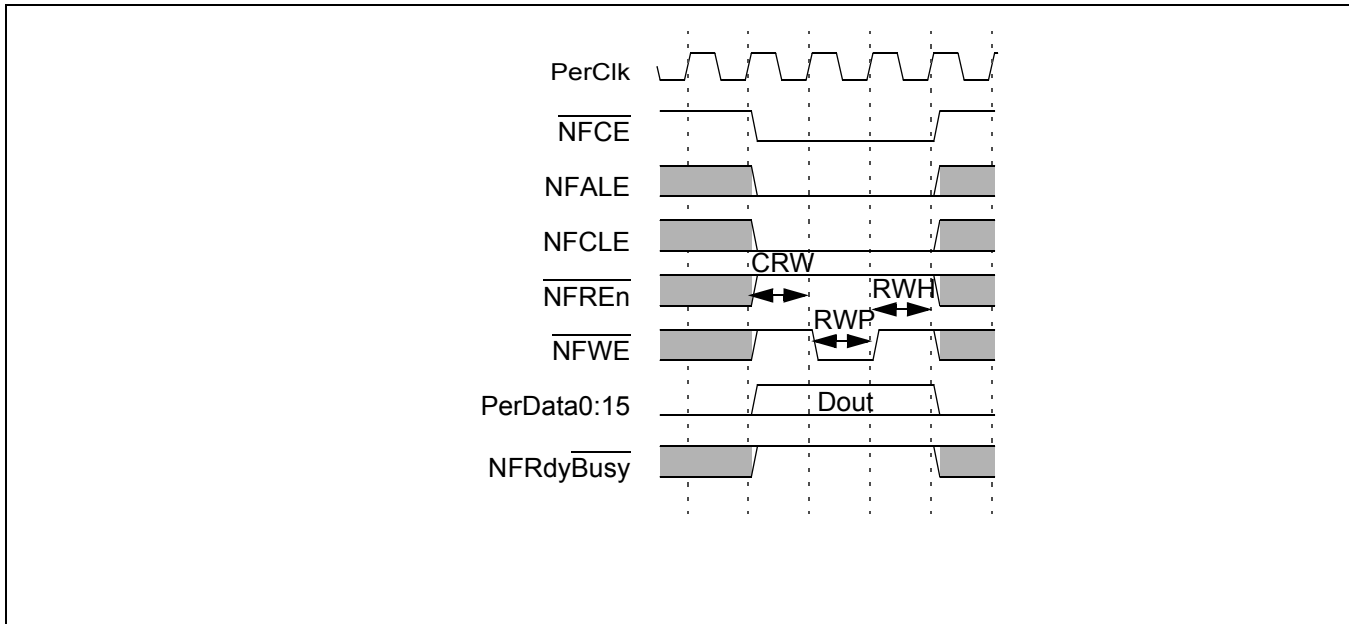 PerClk
NFCE
NFALE
NFCLE
CRW
NFREn
RWH
RWP
NFWE
PerData0:15
Dout
NFRdyBusy